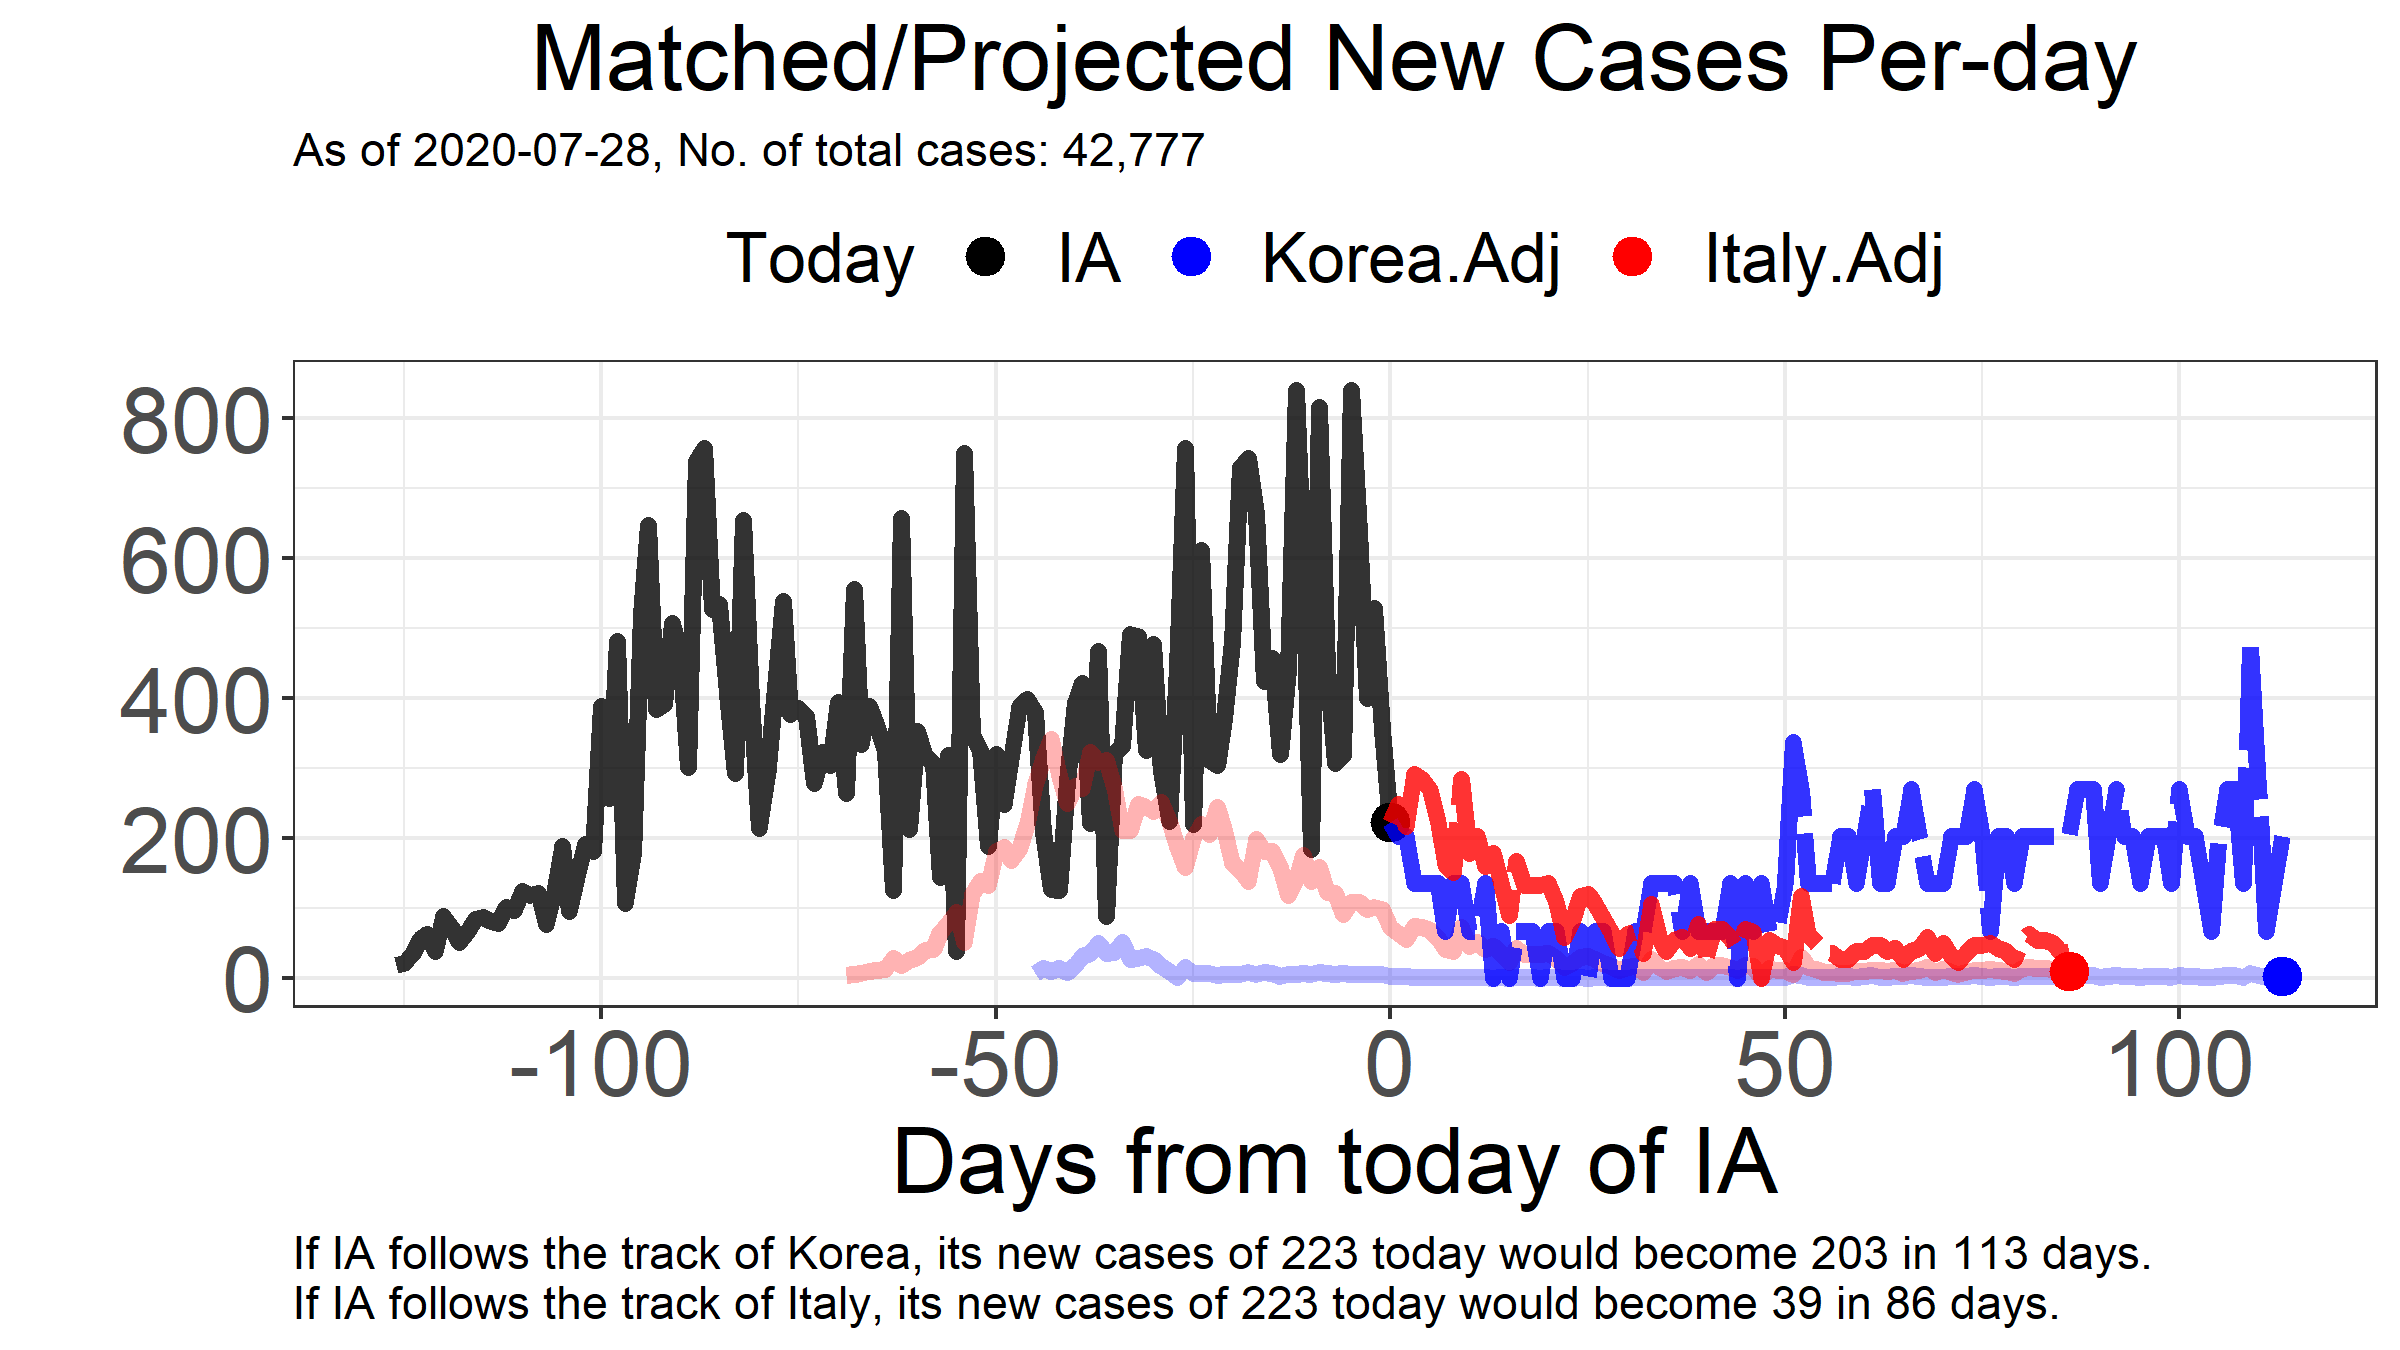 Matched/Projected New Cases Per-day
As of 2020-07-28, No. of total cases: 42,777
Today IA Korea.Adj Italy.Adj
800
600
400
200
0
-100 -50 0 50 100
Days from today of IA
If IA follows the track of Korea, its new cases of 223 today would become 203 in 113 days.
If IA follows the track of Italy, its new cases of 223 today would become 39 in 86 days.